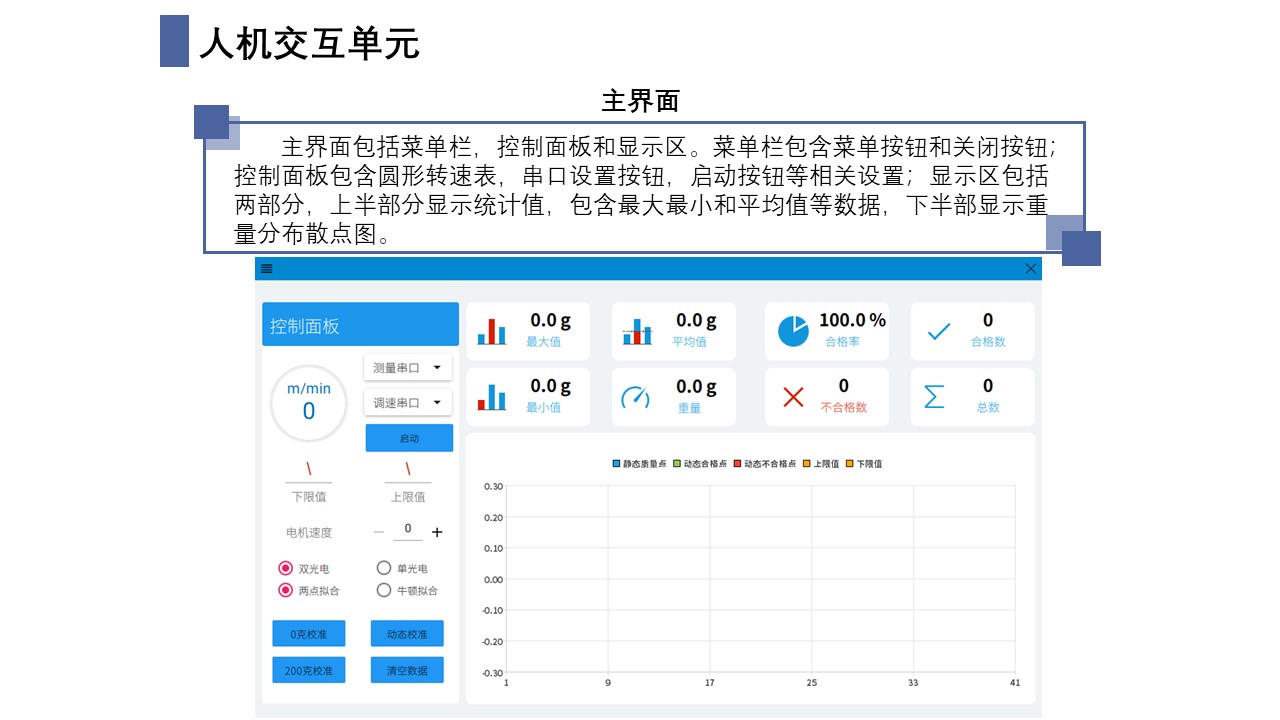 人机交互单元
主界面
主界面包括菜单栏，控制面板和显示区。菜单栏包含菜单按钮和关闭按钮；
控制面板包含圆形转速表，串口设置按钮，启动按钮等相关设置；显示区包括
两部分，上半部分显示统计值，包含最大最小和平均值等数据，下半部显示重
量分布散点图。
控制面板
m/min
0
测量串口
调速串口
启动
\
\
下限值
上限值
电机速度
0
双光电
单光电
两点拟合
牛顿拟合
0克校准
动态校准
200克校准
清空数据
0.0 g
最大值
0.0 g
平均值
100.0 %
合格率
0
合格数
0.0 g
最小值
0.0 g
重量
0
不合格数
0
总数
静态质量点 动态合格点 动态不合格点 上限值 下限值
0.30
0.20
0.10
0.00
-0.10
-0.20
-0.30
1 9 17 25 33 41